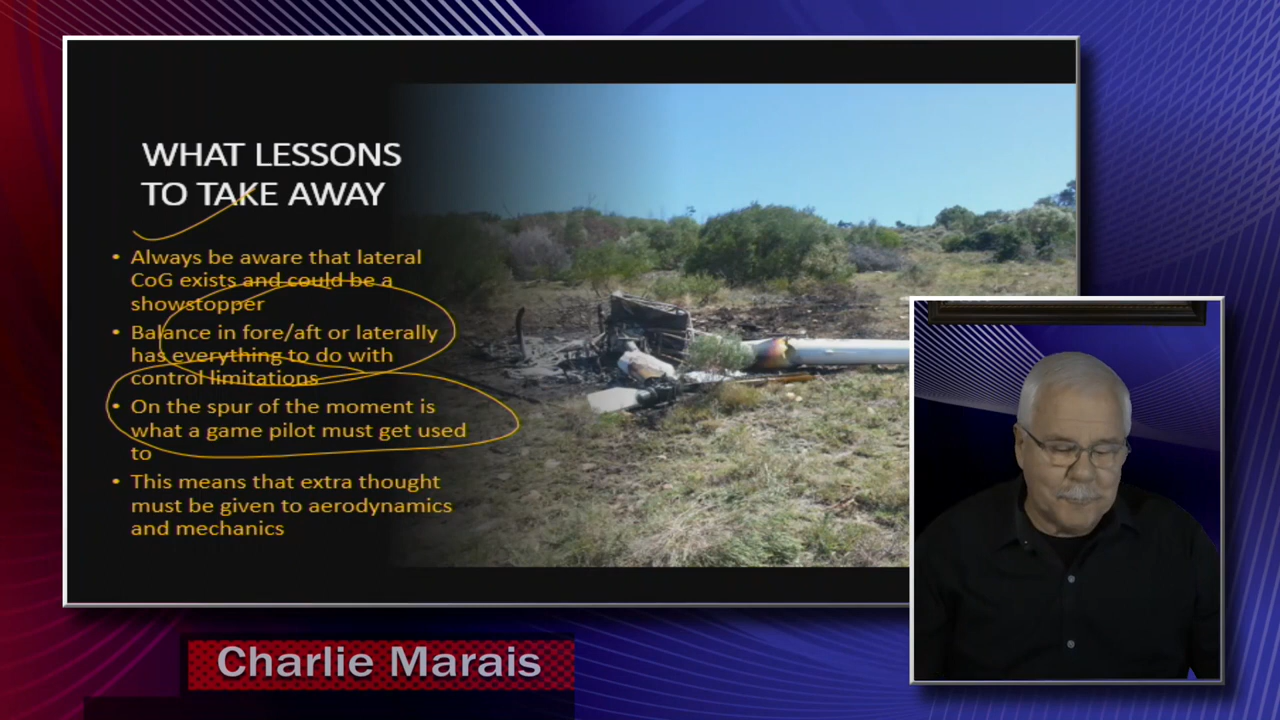 WHAT LESSONS
TO TAKE AWAY
• Always be aware that lateral
CoG exists and could be a
showstopper
• Balance in fore/aft or laterally
has everything to do with
control limitations
• On the spur of the moment is
what a game pilot must get used
to
• This means that extra thought
must be given to aerodynamics
and mechanics
Charlie Marais